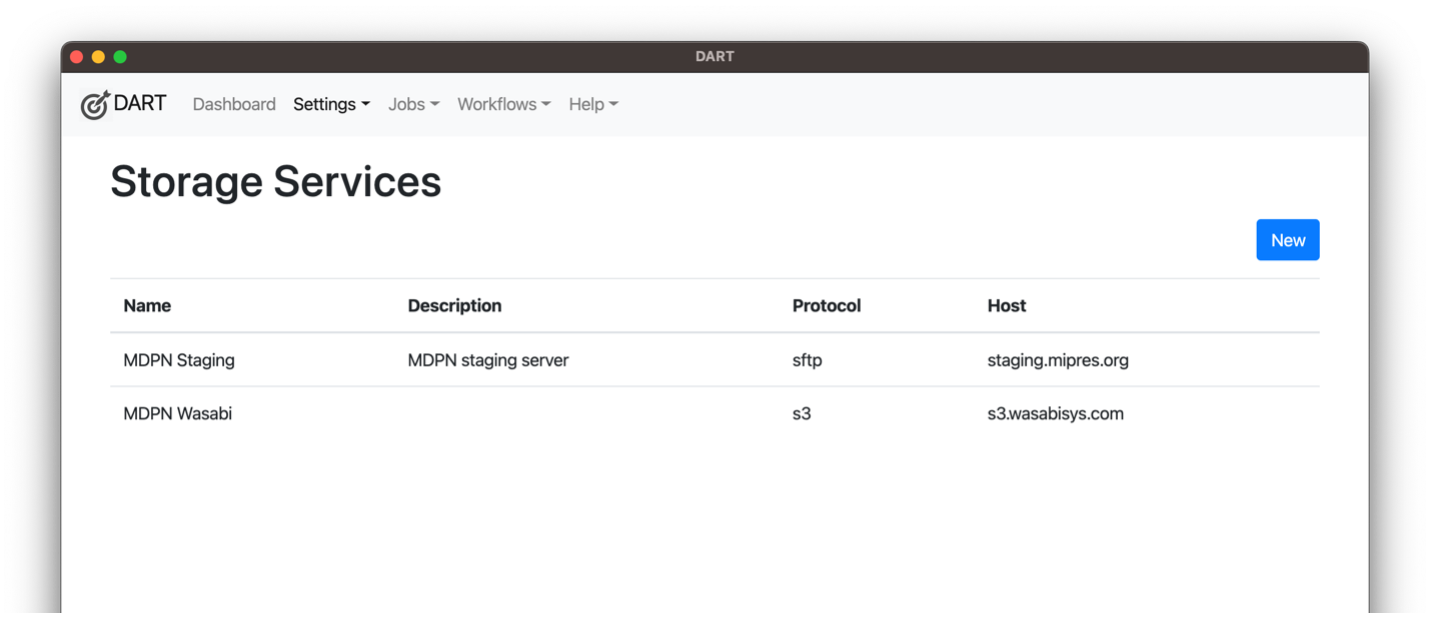 DART
DART Dashboard Settings Jobs Workflows Help
Storage Services
New
Name Description Protocol Host
MDPN Staging MDPN staging server sftp staging.mipres.org
MDPN Wasabi s3 s3.wasabisys.com